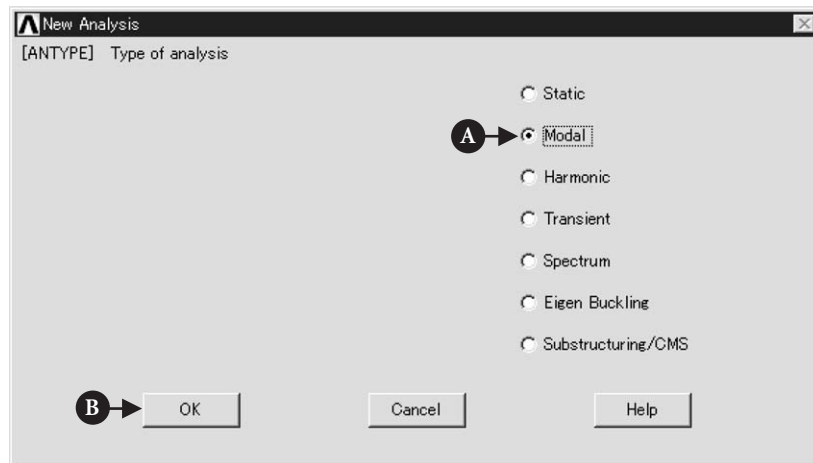 New Analysis
[ANTYPE] Type of analysis
Static
A Modal
Harmonic
Transient
Spectrum
Eigen Buckling
Substructuring/CMS
B OK Cancel Help